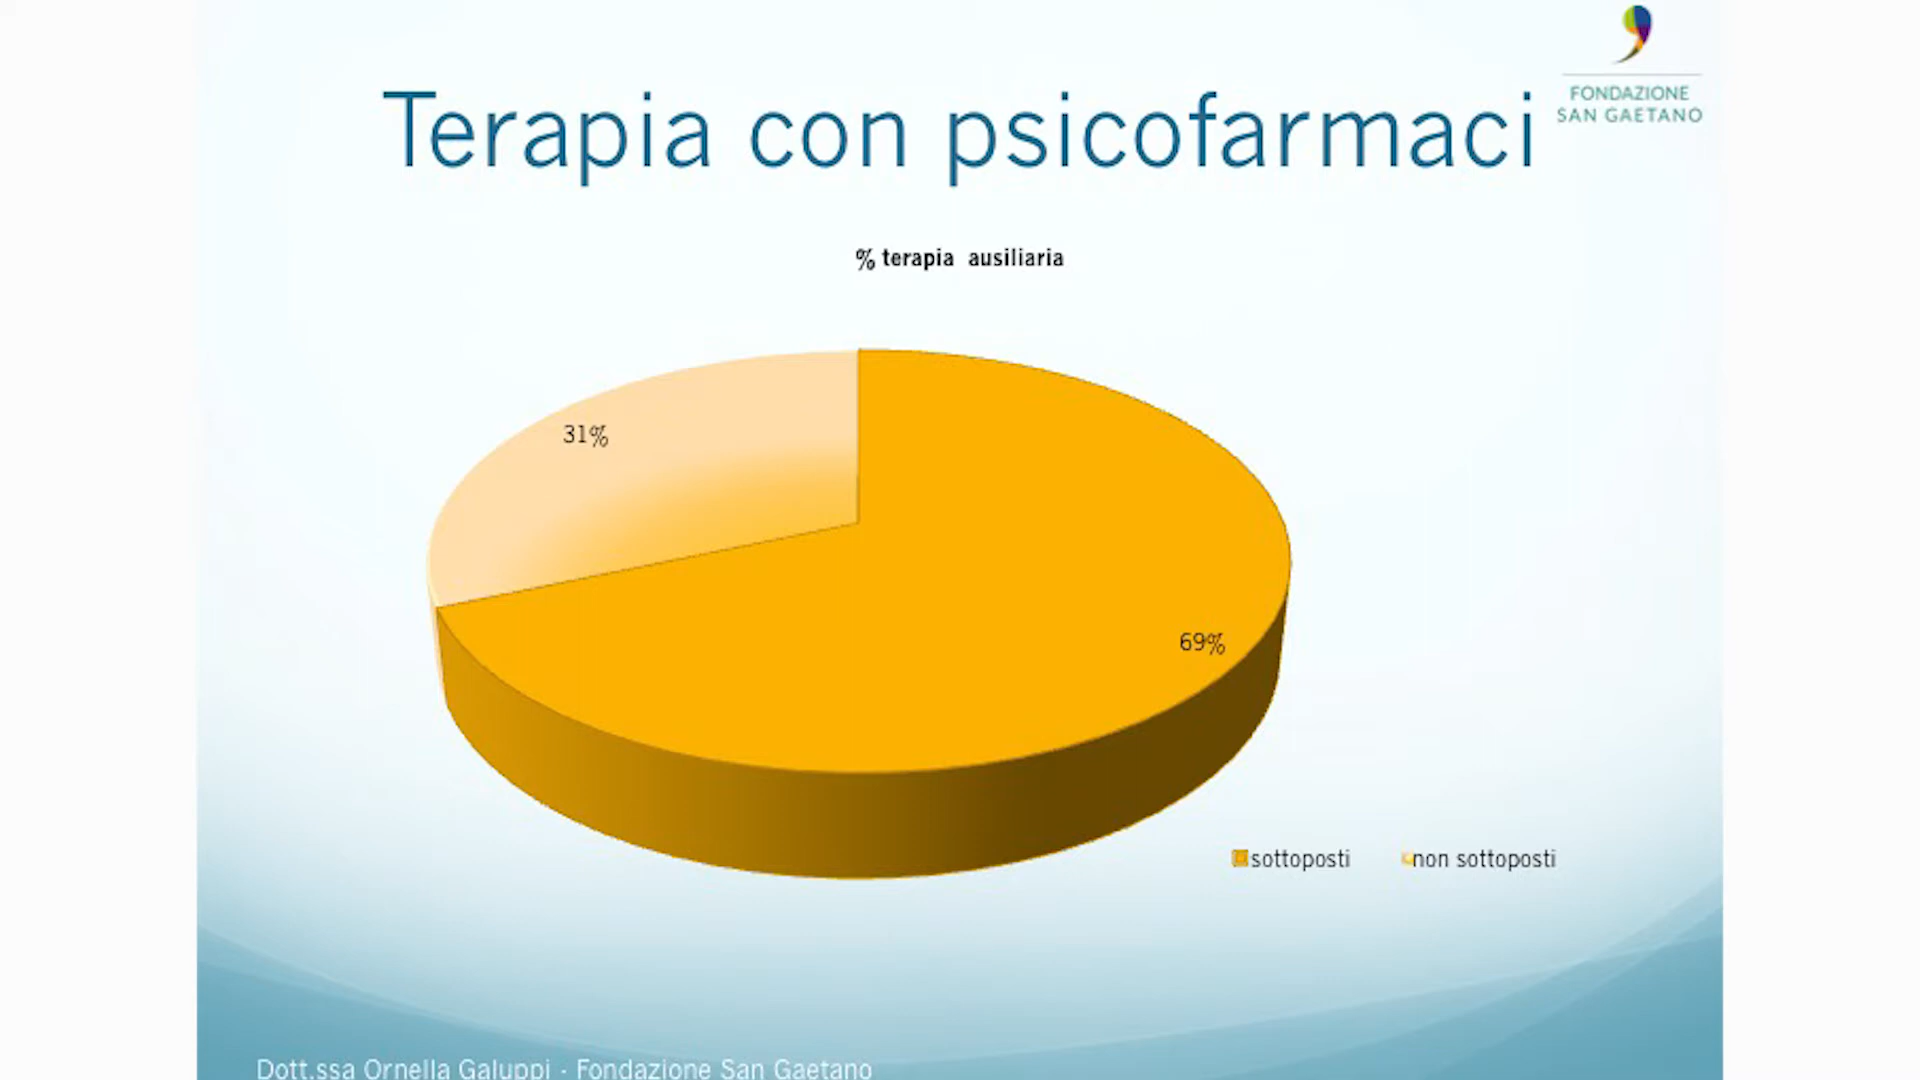 FONDAZIONE
SAN GAETANO
Terapia con psicofarmaci
% terapia ausiliaria
31%
69%
sottoposti
non sottoposti
Dott.ssa Ornella Galuppi - Fondazione San Gaetano